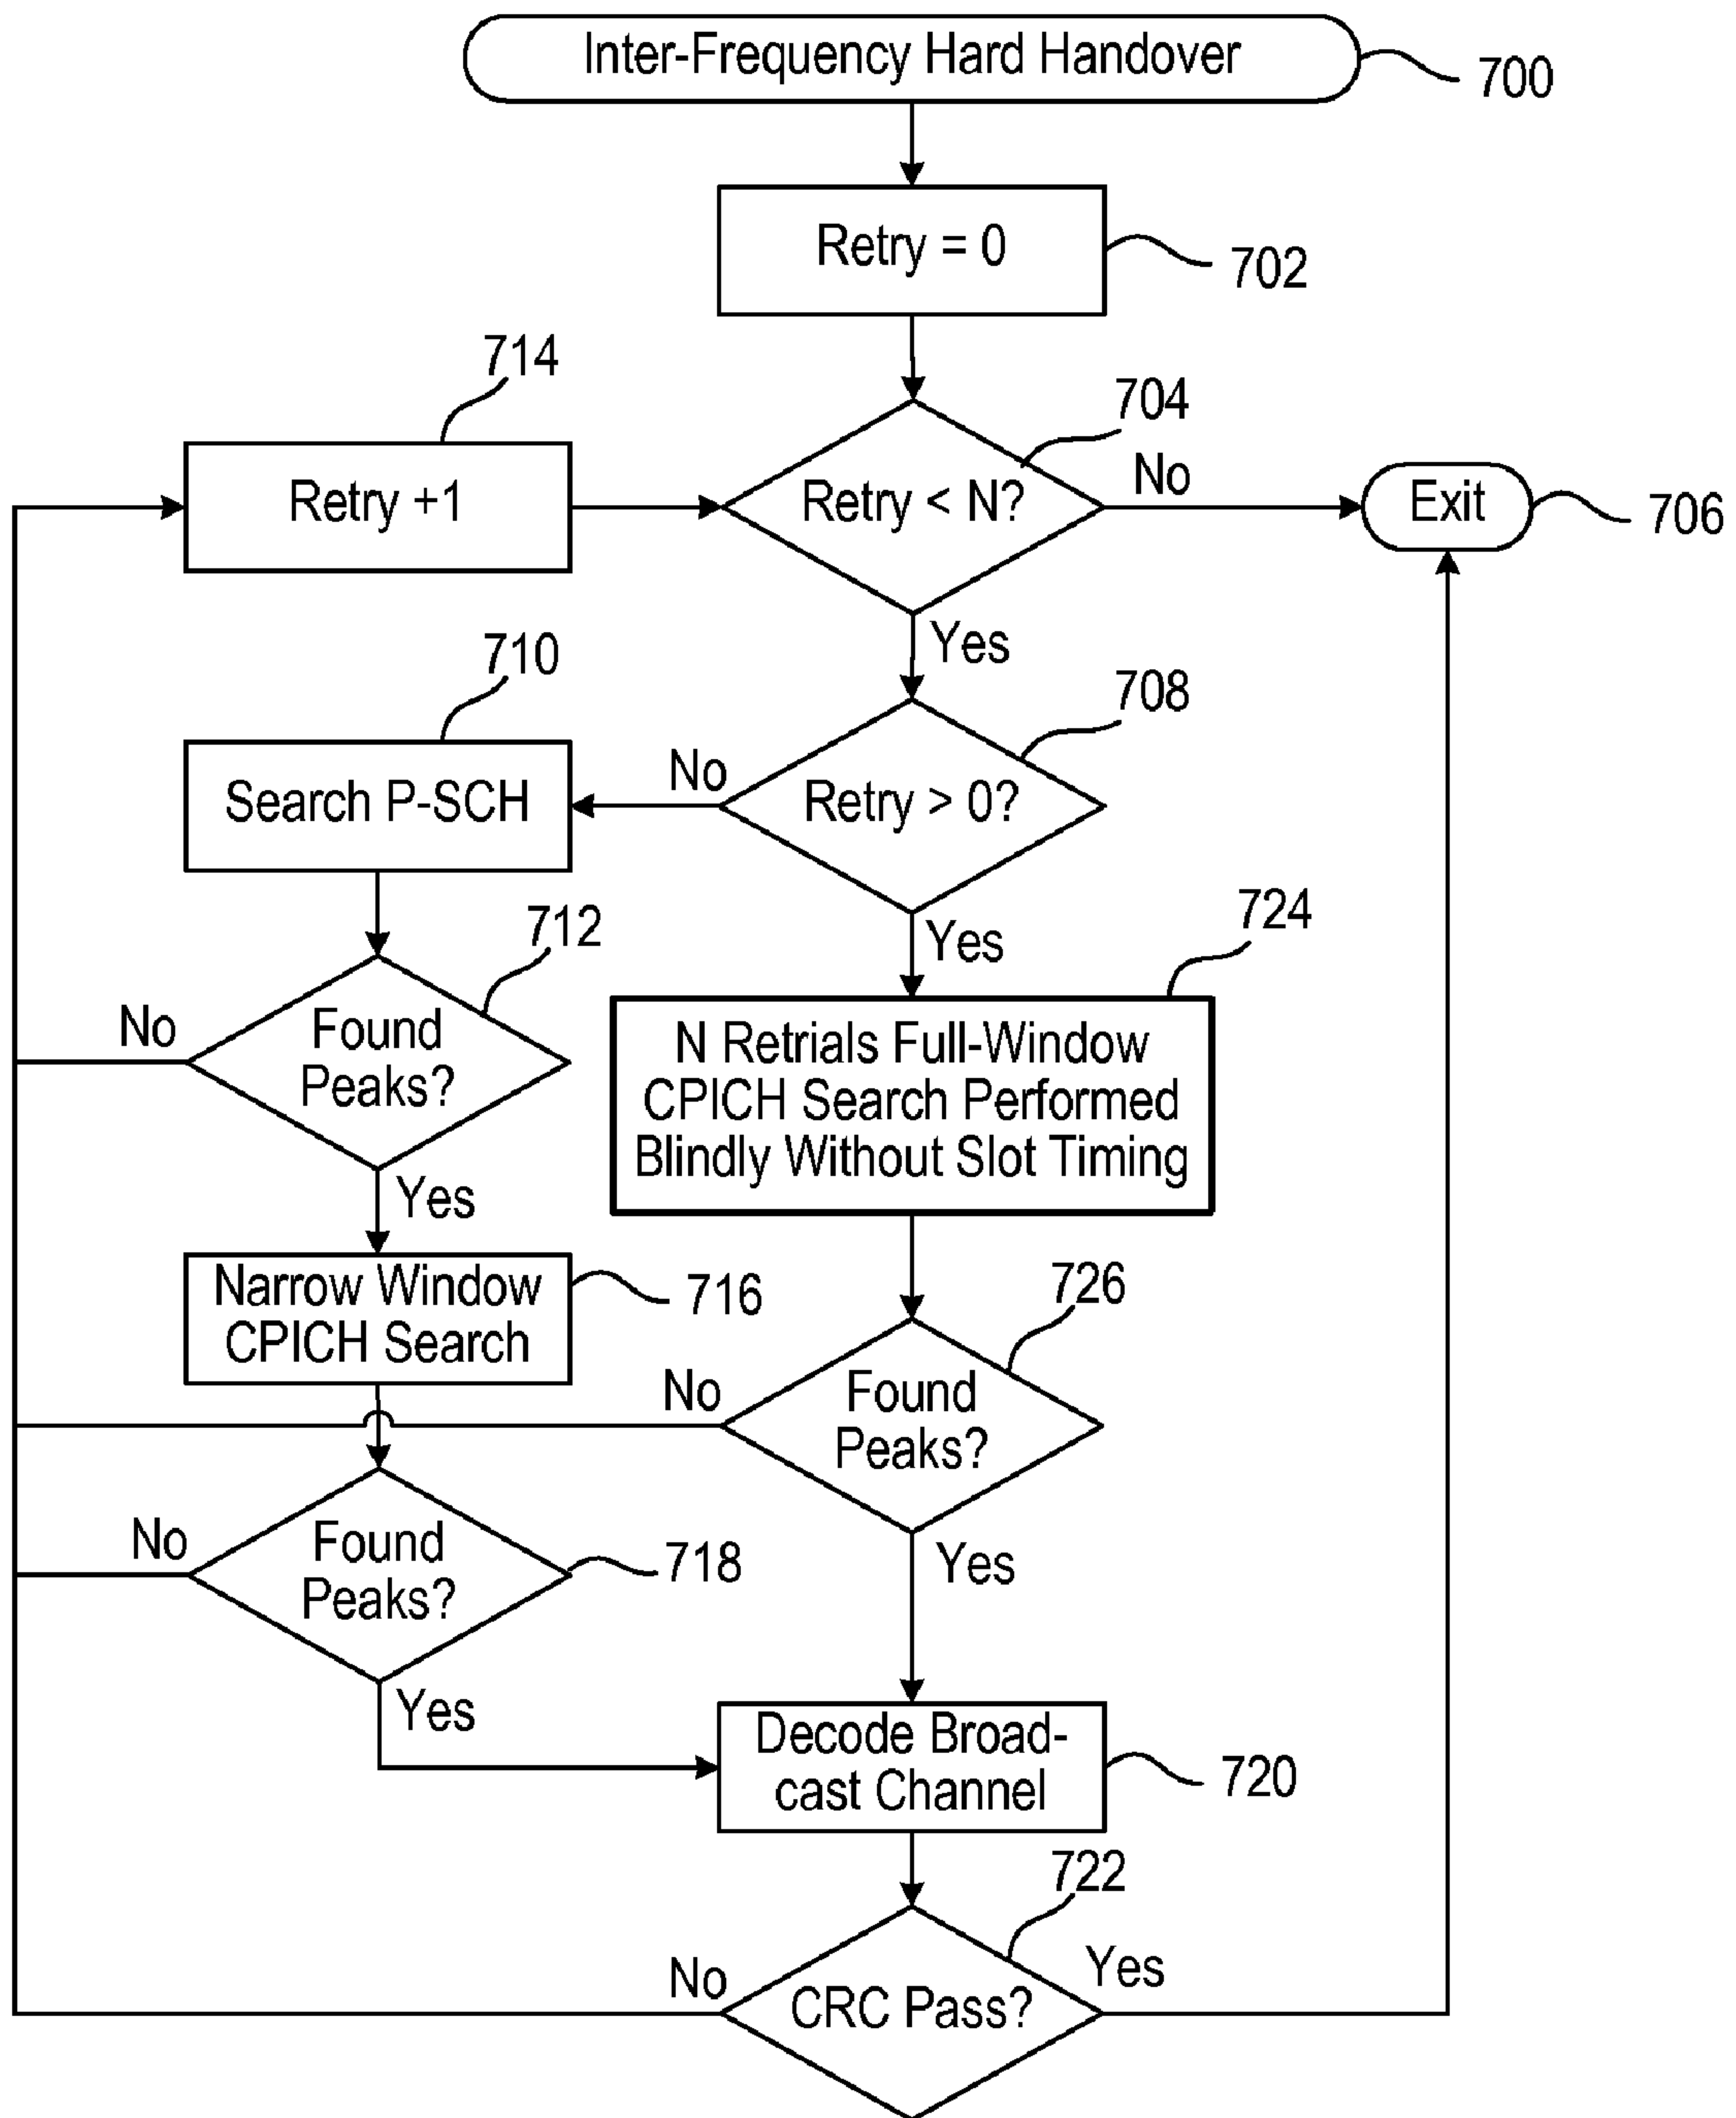 Inter-Frequency Hard Handover
700
Retry = 0
702
714
704
Retry +1
Retry < N?
No
Exit
706
Yes
710
708
Search P-SCH
No
Retry > 0?
712
Yes
724
No
Found
Peaks?
N Retrials Full-Window
CPICH Search Performed
Blindly Without Slot Timing
Yes
Narrow Window
CPICH Search
716
726
No
Found
Peaks?
No
Found
Peaks?
718
Yes
Yes
Decode Broad-
cast Channel
720
722
No
CRC Pass?
Yes